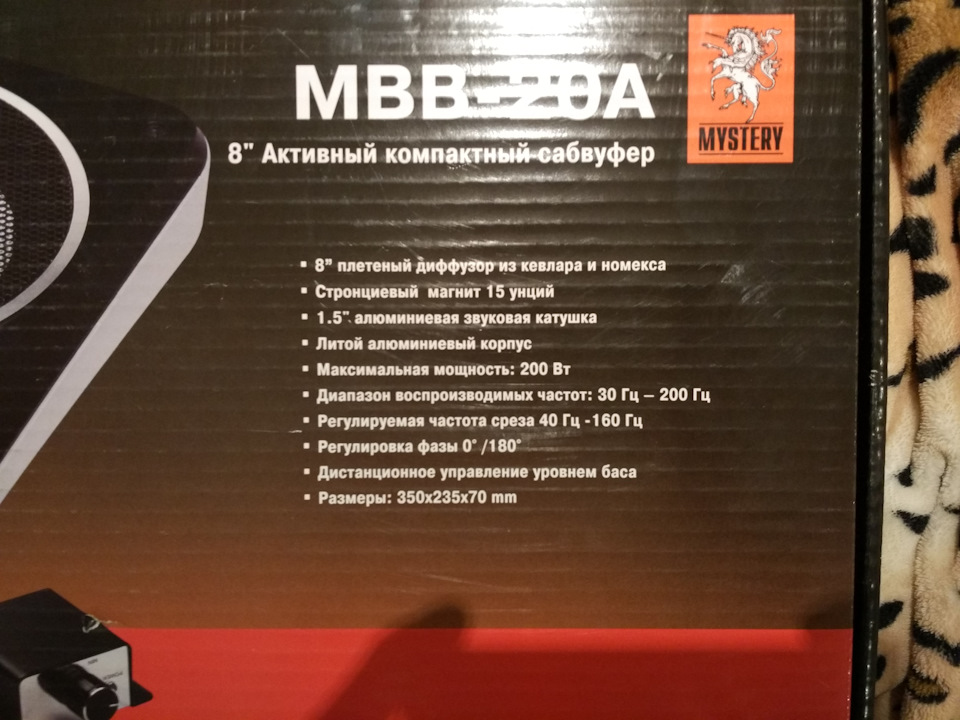 MBB-20A
MYSTERY
8" Активный компактный сабвуфер
▪ 8" плетеный диффузор из кевлара и номекса
▪ Стронциевый магнит 15 унций
▪ 1.5" алюминиевая звуковая катушка
▪ Литой алюминиевый корпус
▪ Максимальная мощность: 200 Вт
▪ Диапазон воспроизводимых частот: 30 Гц – 200 Гц
▪ Регулируемая частота среза 40 Гц -160 Гц
▪ Регулировка фазы 0° /180°
▪ Дистанционное управление уровнем баса
▪ Размеры: 350x235x70 mm